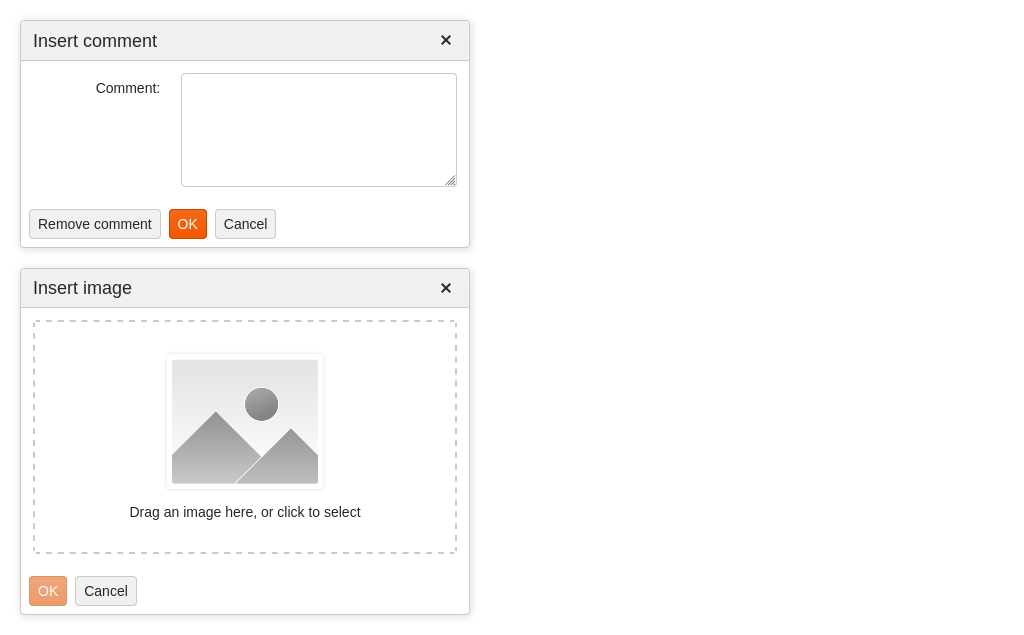 Insert comment
Comment:
Remove comment OK Cancel
Insert image
Drag an image here, or click to select
OK Cancel